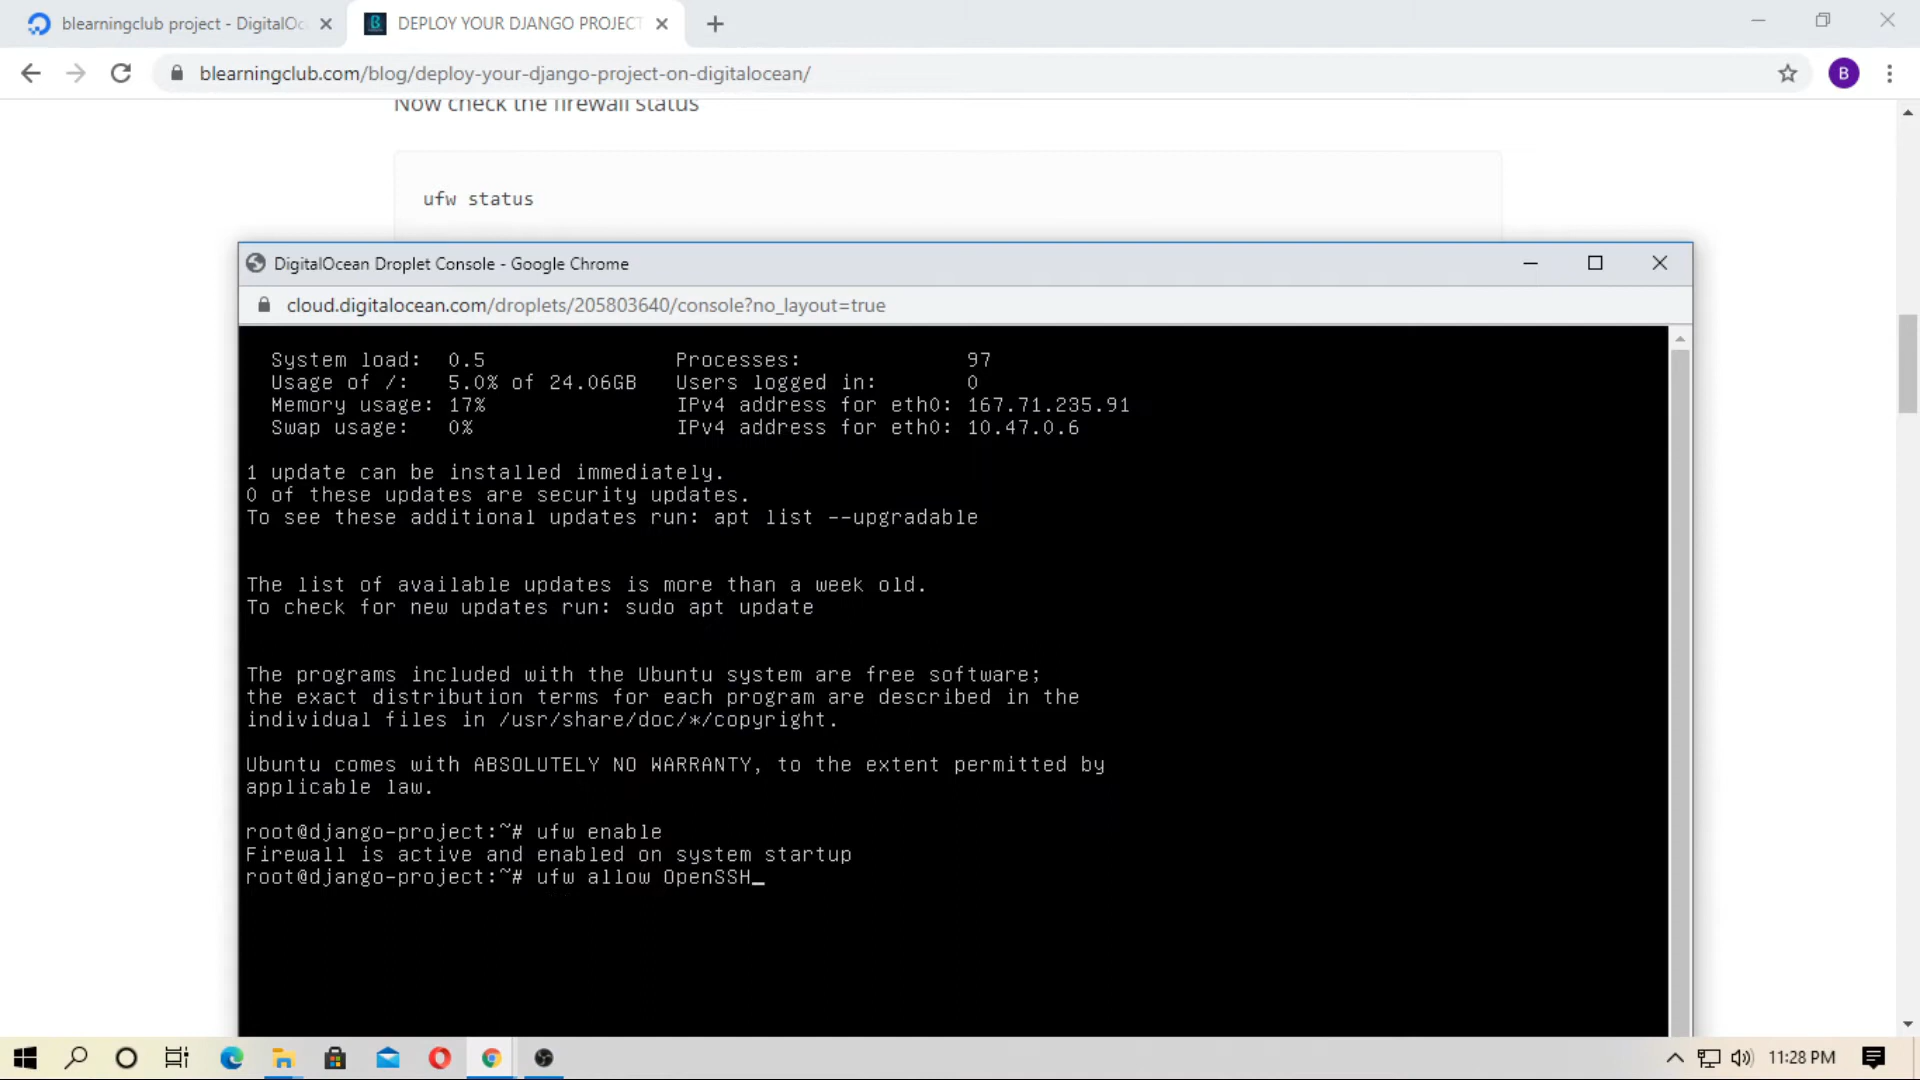 blearningclub project - DigitalOc
DEPLOY YOUR DJANGO PROJECT
blearningclub.com/blog/deploy-your-django-project-on-digitalocean/
B
Now check the firewall status
ufw status
DigitalOcean Droplet Console - Google Chrome
cloud.digitalocean.com/droplets/205803640/console?no_layout=true
System load: 0.5 Processes: 97
Usage of /: 5.0% of 24.06GB Users logged in: 0
Memory usage: 17% IPv4 address for eth0: 167.71.235.91
Swap usage: 0% IPv4 address for eth0: 10.47.0.6
1 update can be installed immediately.
0 of these updates are security updates.
To see these additional updates run: apt list --upgradable
The list of available updates is more than a week old.
To check for new updates run: sudo apt update
The programs included with the Ubuntu system are free software;
the exact distribution terms for each program are described in the
individual files in /usr/share/doc/*/copyright.
Ubuntu comes with ABSOLUTELY NO WARRANTY, to the extent permitted by
applicable law.
root@django-project:~# ufw enable
Firewall is active and enabled on system startup
root@django-project:~# ufw allow OpenSSH_
11:28 PM